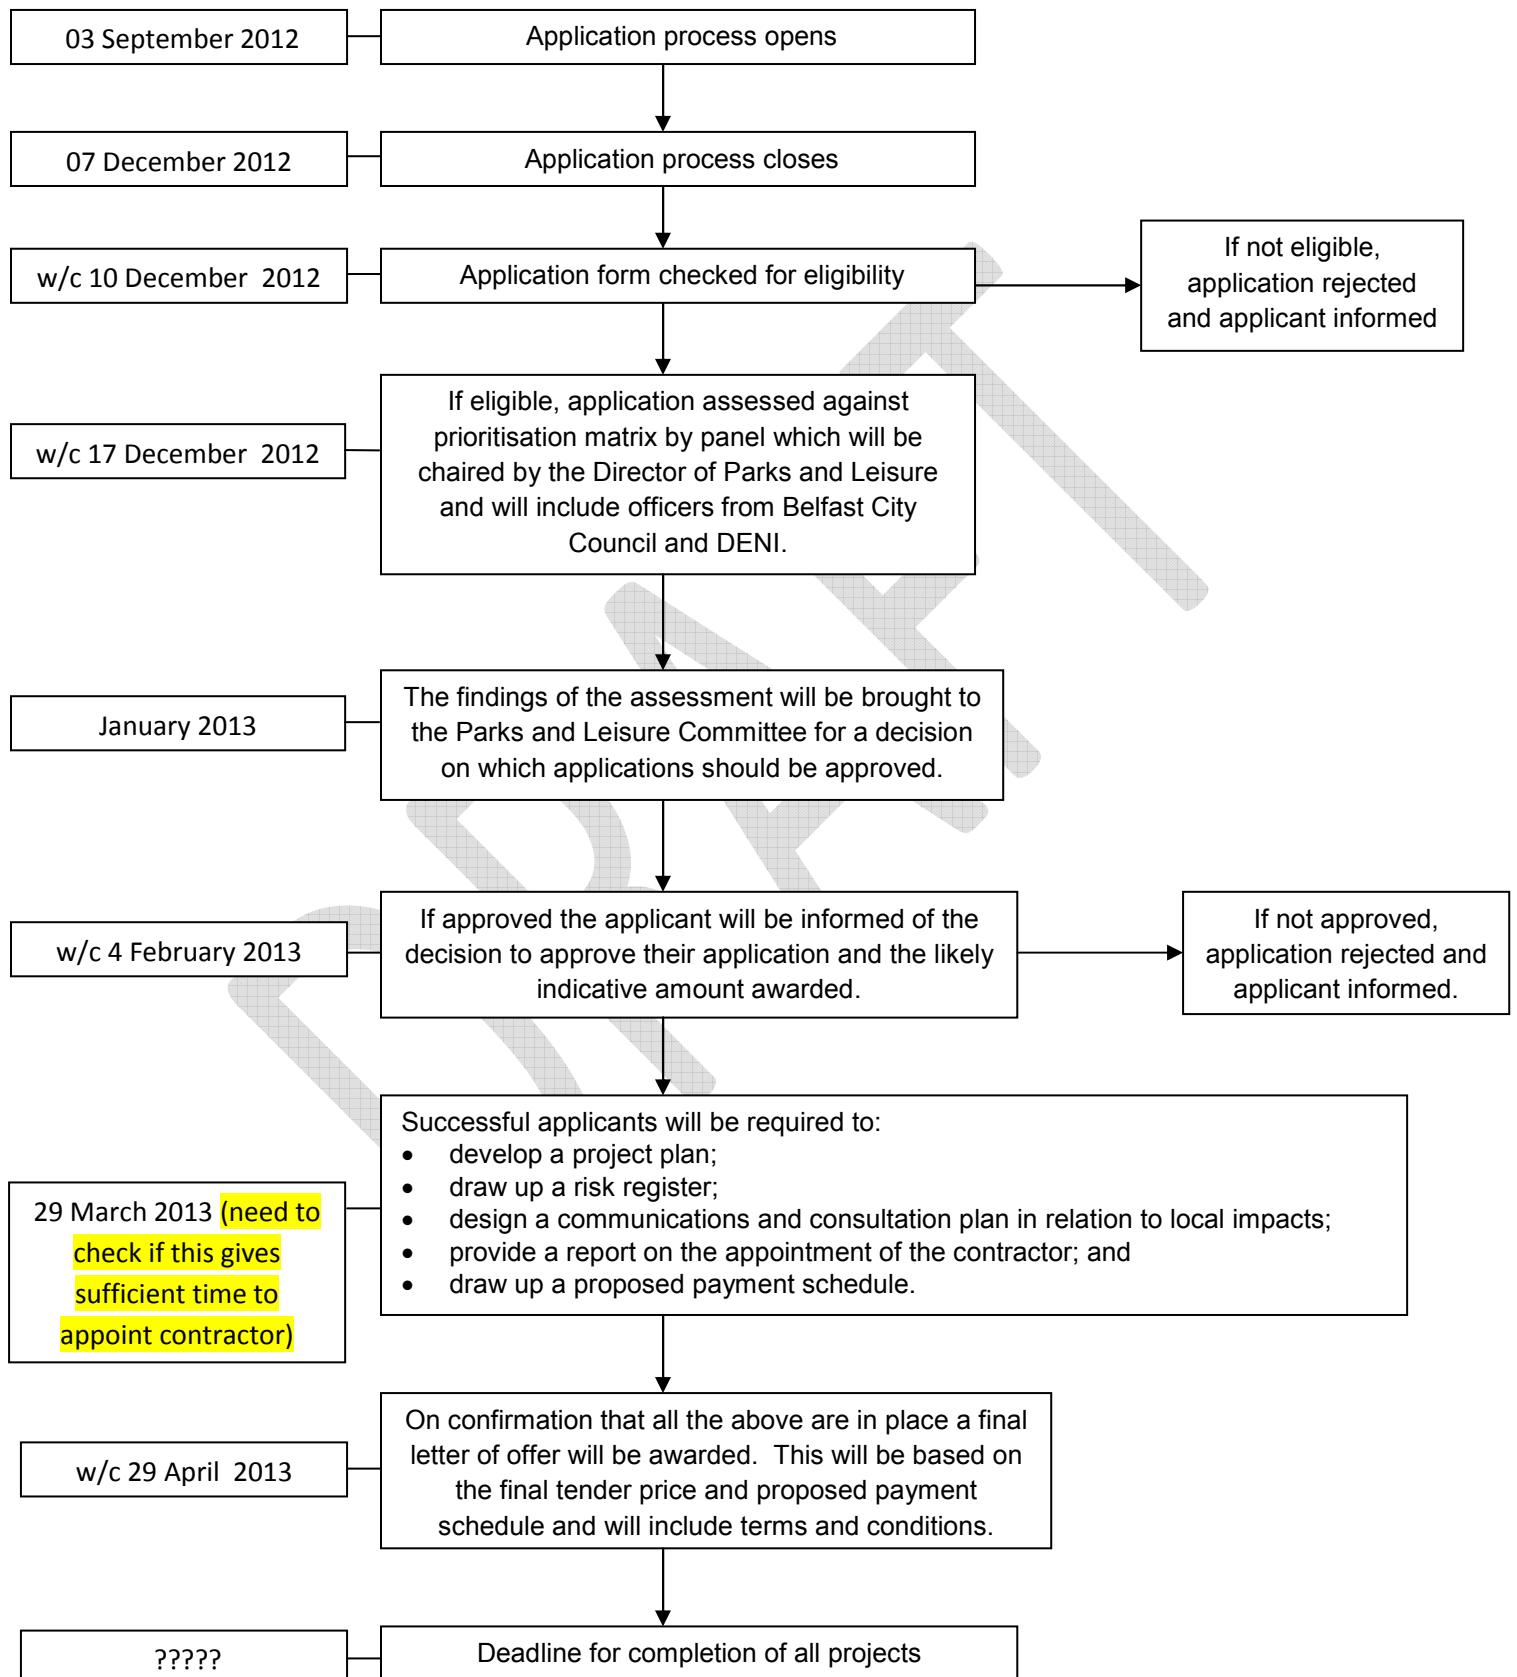 03 September 2012
Application process opens
07 December 2012
Application process closes
w/c 10 December  2012
Application form checked for eligibility
If not eligible,
application rejected
and applicant informed
w/c 17 December  2012
If eligible, application assessed against
prioritisation matrix by panel which will be
chaired by the Director of Parks and Leisure
and will include officers from Belfast City
Council and DENI.
January 2013
The findings of the assessment will be brought to
the Parks and Leisure Committee for a decision
on which applications should be approved.
w/c 4 February 2013
If approved the applicant will be informed of the
decision to approve their application and the likely
indicative amount awarded.
If not approved,
application rejected and
applicant informed.
29 March 2013 (need to
check if this gives
sufficient time to
appoint contractor)
Successful applicants will be required to:
• develop a project plan;
• draw up a risk register;
• design a communications and consultation plan in relation to local impacts;
• provide a report on the appointment of the contractor; and
• draw up a proposed payment schedule.
w/c 29 April  2013
On confirmation that all the above are in place a final
letter of offer will be awarded.  This will be based on
the final tender price and proposed payment
schedule and will include terms and conditions.
?????
Deadline for completion of all projects
DRAFT